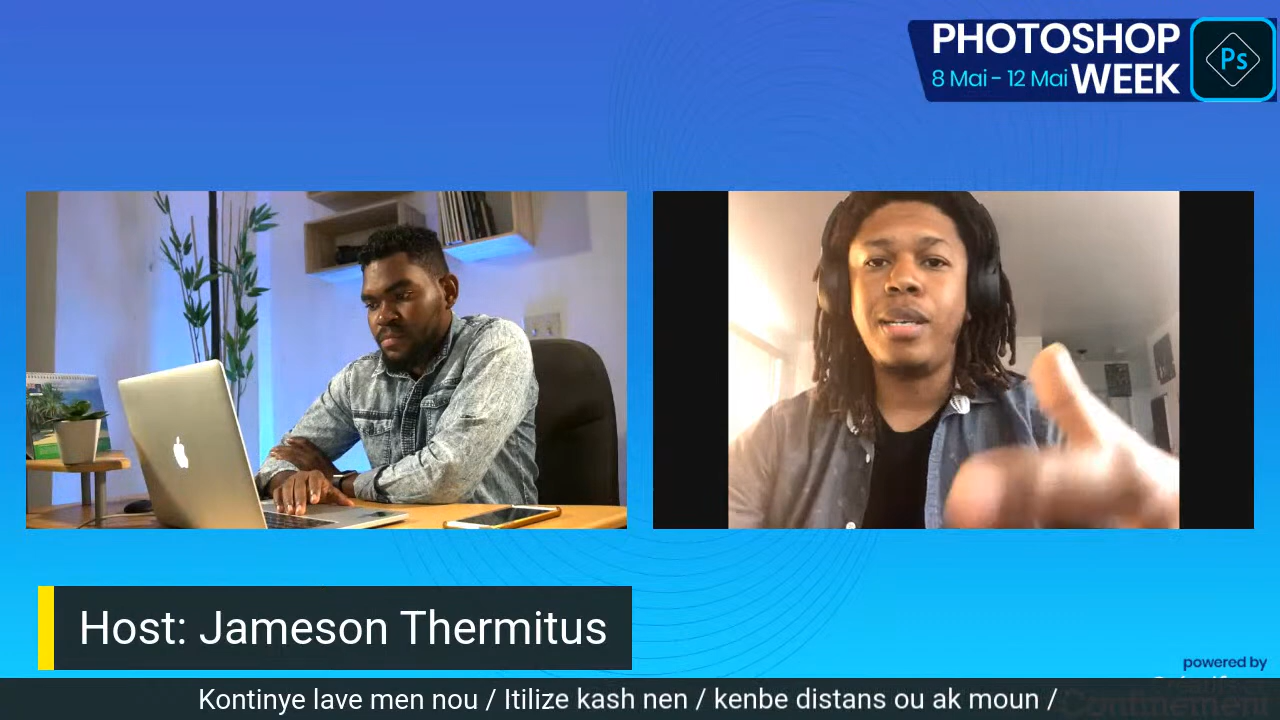 PHOTOSHOP
8 Mai - 12 Mai WEEK
Ps
Host: Jameson Thermitus
powered by
Kontinye lave men nou / Itilize kash nen / kenbe distans ou ak moun /